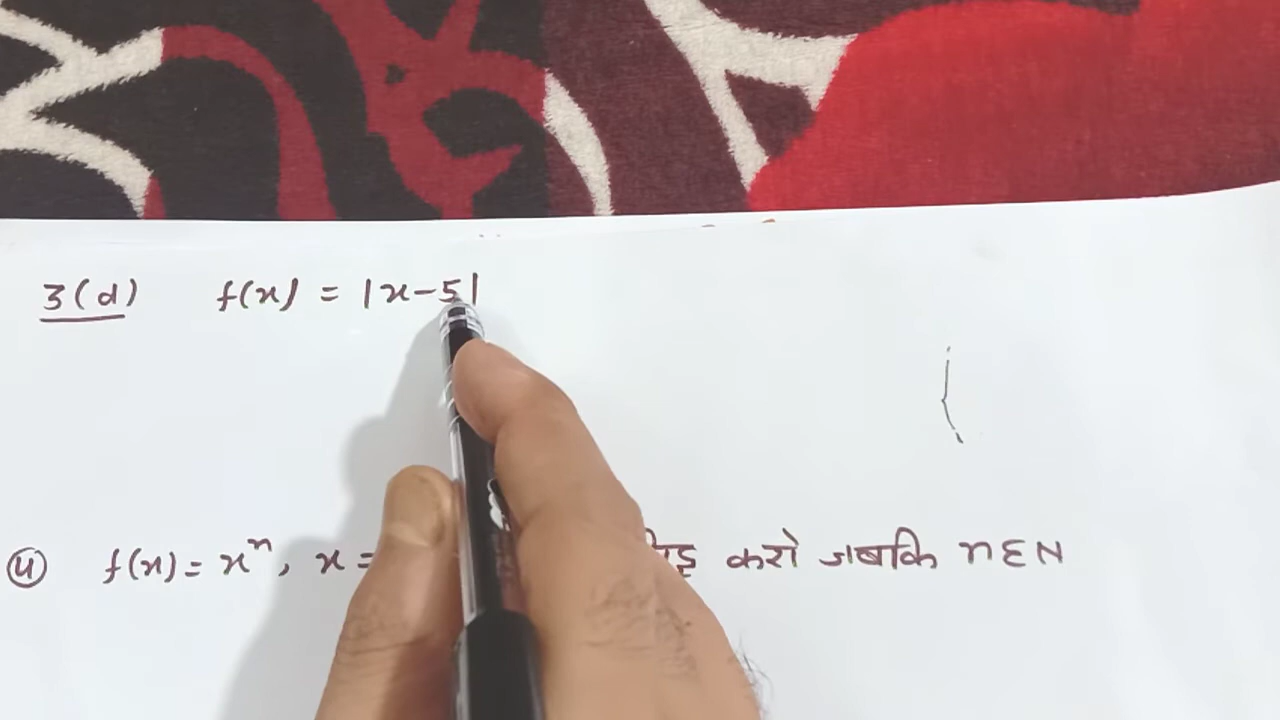 3(d) f(x) = |x-5|
④ f(x) = xⁿ, x = करो जबकि n∈N